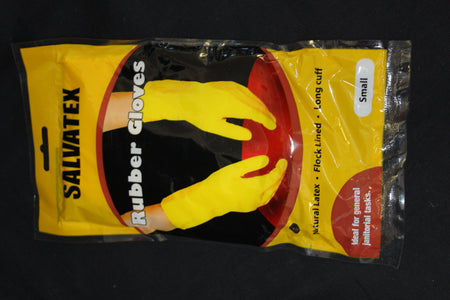 SALVATEX
Rubber Gloves
Natural Latex • Flock Lined • Long cuff
Small
Ideal for general
janitorial tasks.